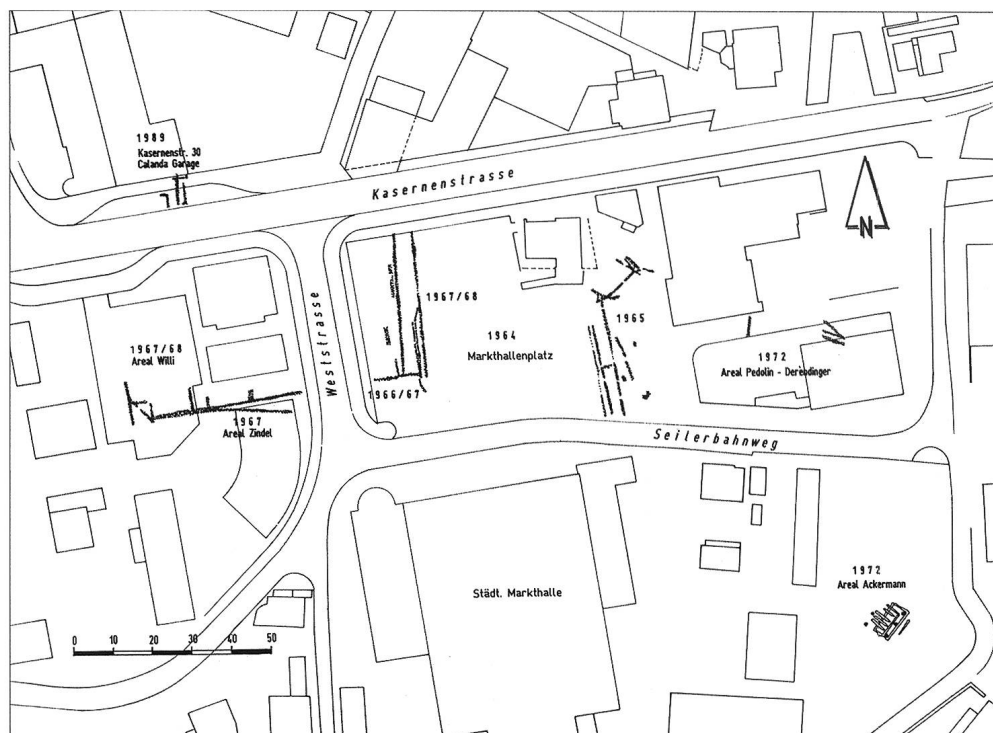 1989
Kasernenstr. 30
Calanda Garage
Kasernenstrasse
N
1967/68
Areal Willi
Weststrasse
1967/68
1964
Markthallenplatz
1965
1972
Areal Pedolin - Derendinger
1966/67
1967
Areal Zindel
Seilerbahnweg
Städt. Markthalle
1972
Areal Ackermann
0 10 20 30 40 50